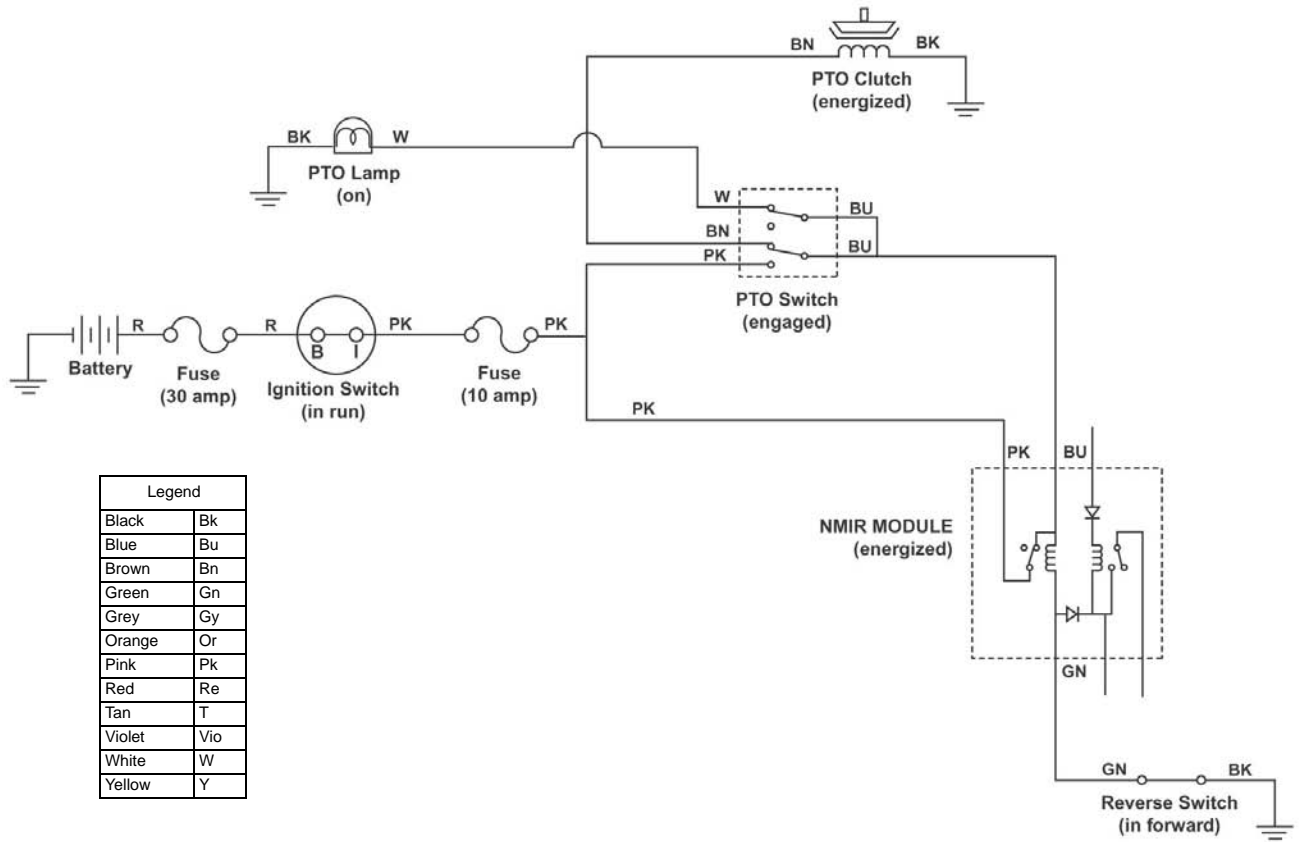 BN
BK
PTO Clutch
(energized)
BK
W
PTO Lamp
(on)
W
BU
BN
BU
PK
PTO Switch
(engaged)
R
R
PK
PK
B
I
Battery
Fuse
(30 amp)
Ignition Switch
(in run)
Fuse
(10 amp)
PK
PK
BU
NMIR MODULE
(energized)
GN
GN
BK
Reverse Switch
(in forward)
Legend
Black Bk
Blue Bu
Brown Bn
Green Gn
Grey Gy
Orange Or
Pink Pk
Red Re
Tan T
Violet Vio
White W
Yellow Y